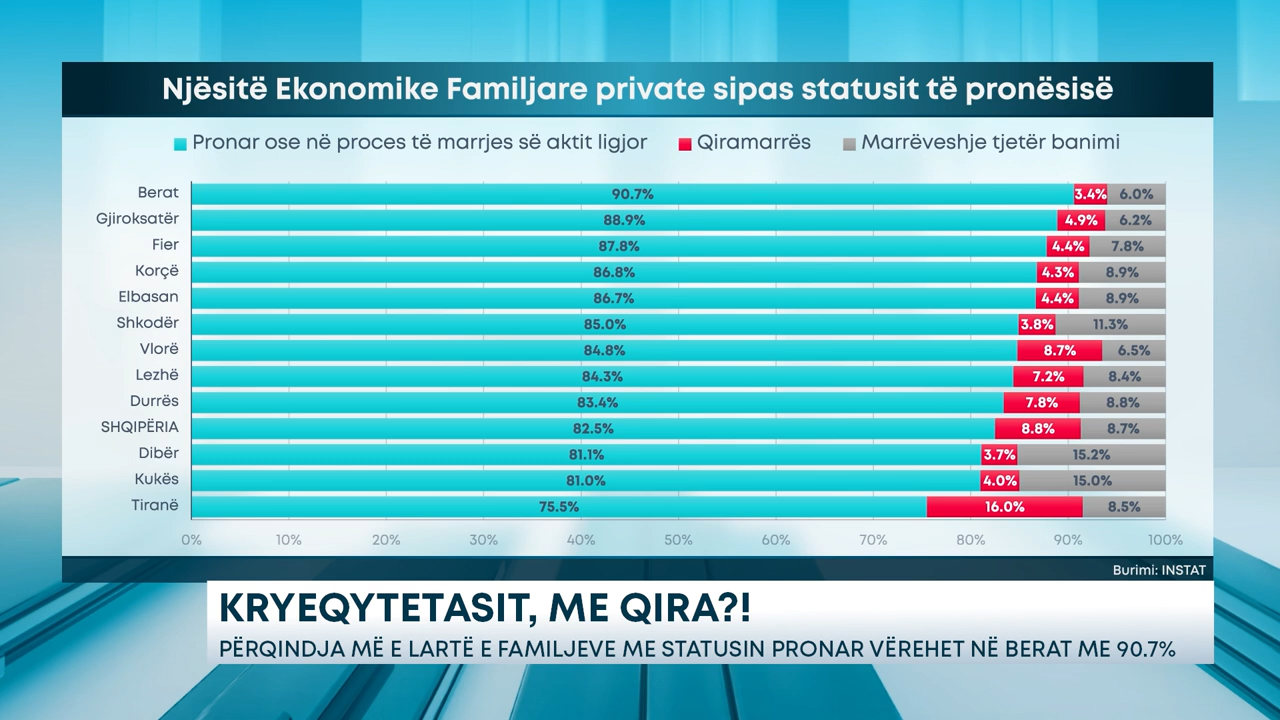 Njësitë Ekonomike Familjare private sipas statusit të pronësisë
Pronar ose në proces të marrjes së aktit ligjor Qiramarrës Marrëveshje tjetër banimi
Berat 90.7% 3.4% 6.0%
Gjiroksatër 88.9% 4.9% 6.2%
Fier 87.8% 4.4% 7.8%
Korçë 86.8% 4.3% 8.9%
Elbasan 86.7% 4.4% 8.9%
Shkodër 85.0% 3.8% 11.3%
Vlorë 84.8% 8.7% 6.5%
Lezhë 84.3% 7.2% 8.4%
Durrës 83.4% 7.8% 8.8%
SHQIPËRIA 82.5% 8.8% 8.7%
Dibër 81.1% 3.7% 15.2%
Kukës 81.0% 4.0% 15.0%
Tiranë 75.5% 16.0% 8.5%
0% 10% 20% 30% 40% 50% 60% 70% 80% 90% 100%
Burimi: INSTAT
KRYEQYTETASIT, ME QIRA?!
PËRQINDJA MË E LARTË E FAMILJEVE ME STATUSIN PRONAR VËREHET NË BERAT ME 90.7%